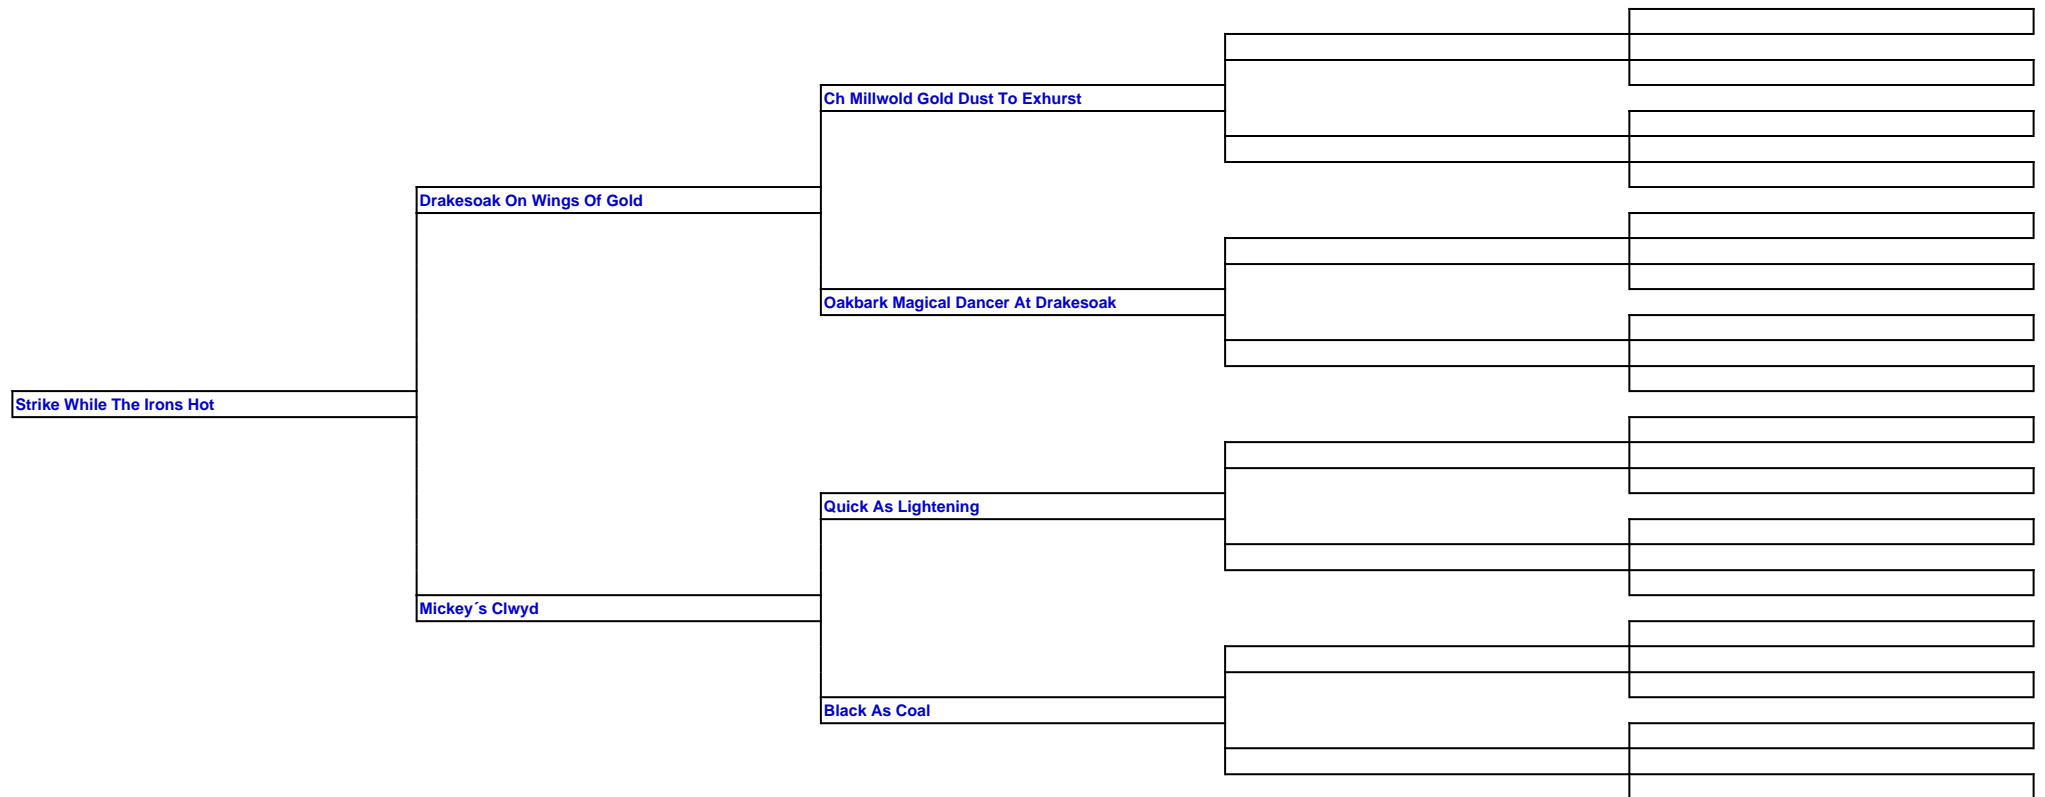 Ch Millwold Gold Dust To Exhurst
Drakesoak On Wings Of Gold
Oakbark Magical Dancer At Drakesoak
Strike While The Irons Hot
Quick As Lightening
Mickey´s Clwyd
Black As Coal